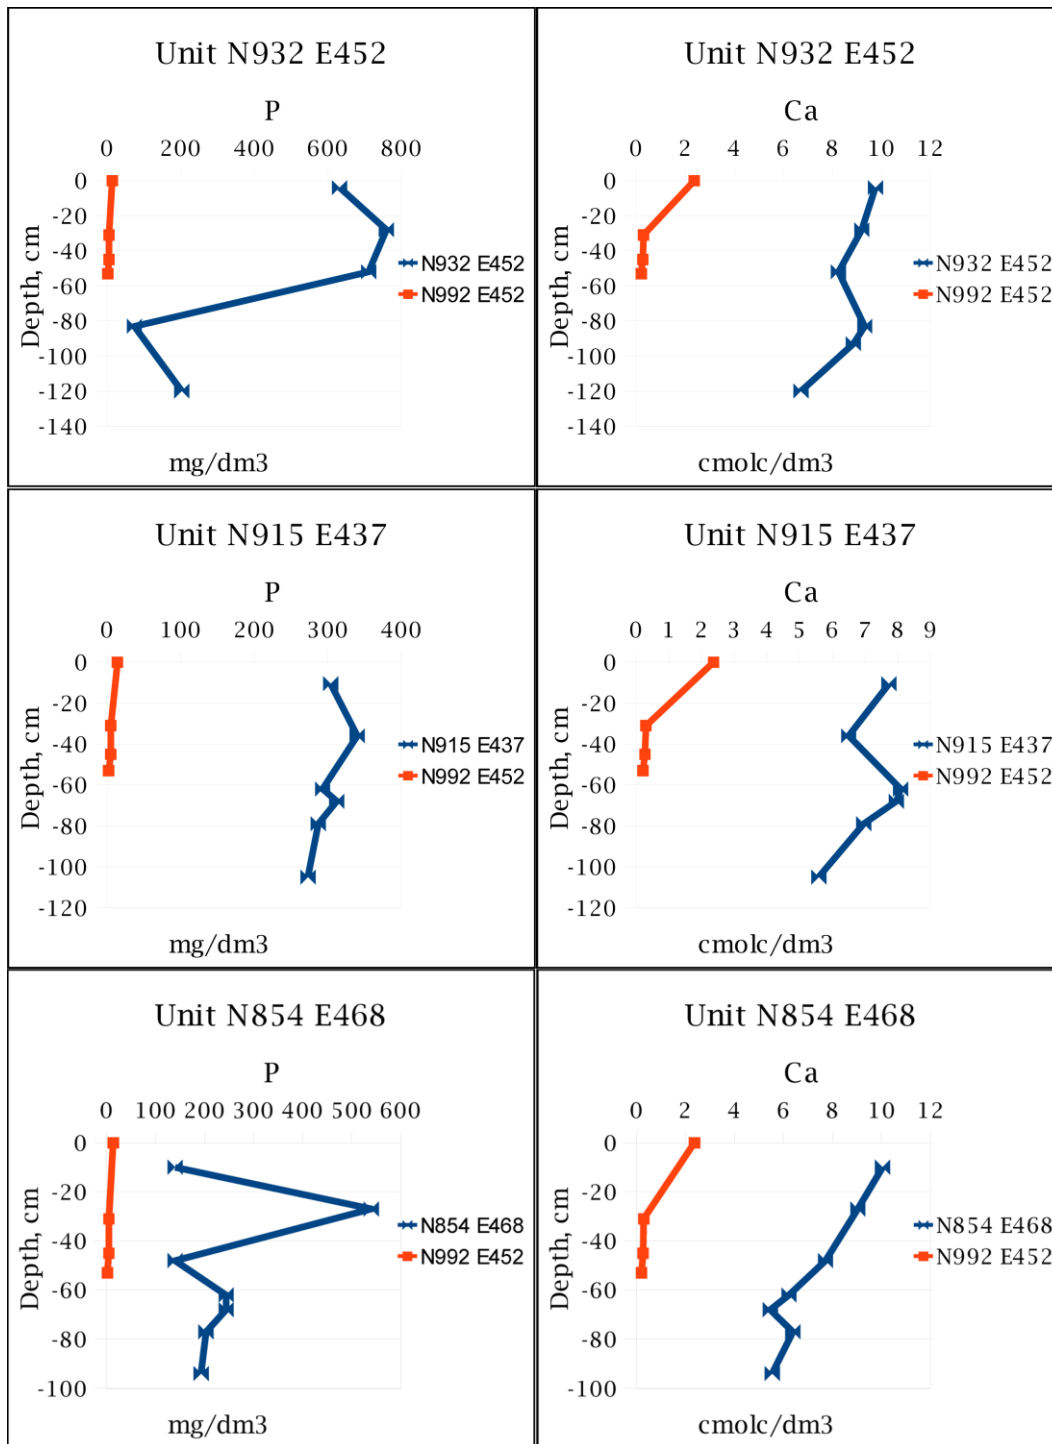 Unit N932 E452
P
0 200 400 600 800
0
-20
-40
-60
-80
-100
-120
-140
Depth, cm
N932 E452
N992 E452
mg/dm3
Unit N932 E452
Ca
0 2 4 6 8 10 12
0
-20
-40
-60
-80
-100
-120
-140
Depth, cm
N932 E452
N992 E452
cmolc/dm3
Unit N915 E437
P
0 100 200 300 400
0
-20
-40
-60
-80
-100
-120
Depth, cm
N915 E437
N992 E452
mg/dm3
Unit N915 E437
Ca
0 1 2 3 4 5 6 7 8 9
0
-20
-40
-60
-80
-100
-120
Depth, cm
N915 E437
N992 E452
cmolc/dm3
Unit N854 E468
P
0 100 200 300 400 500 600
0
-20
-40
-60
-80
-100
Depth, cm
N854 E468
N992 E452
mg/dm3
Unit N854 E468
Ca
0 2 4 6 8 10 12
0
-20
-40
-60
-80
-100
Depth, cm
N854 E468
N992 E452
cmolc/dm3